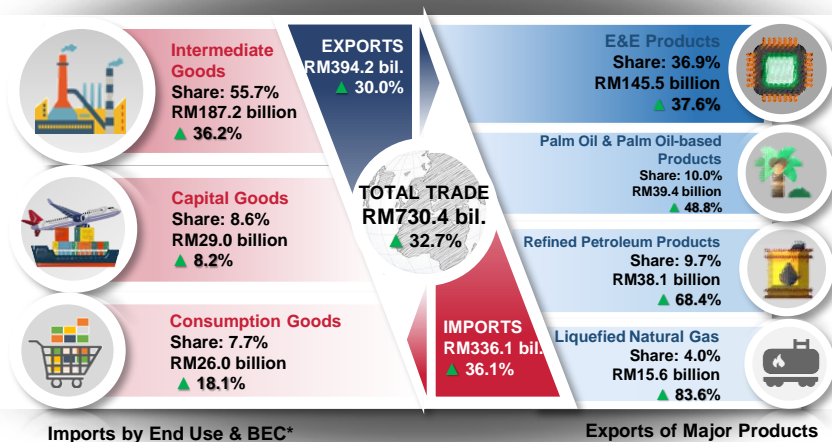 Intermediate
Goods
Share: 55.7%
RM187.2 billion
▲ 36.2%
Capital Goods
Share: 8.6%
RM29.0 billion
▲ 8.2%
Consumption Goods
Share: 7.7%
RM26.0 billion
▲ 18.1%
Imports by End Use & BEC*
EXPORTS
RM394.2 bil.
▲ 30.0%
TOTAL TRADE
RM730.4 bil.
▲ 32.7%
IMPORTS
RM336.1 bil.
▲ 36.1%
E&E Products
Share: 36.9%
RM145.5 billion
▲ 37.6%
Palm Oil & Palm Oil-based
Products
Share: 10.0%
RM39.4 billion
▲ 48.8%
Refined Petroleum Products
Share: 9.7%
RM38.1 billion
▲ 68.4%
Liquefied Natural Gas
Share: 4.0%
RM15.6 billion
▲ 83.6%
Exports of Major Products